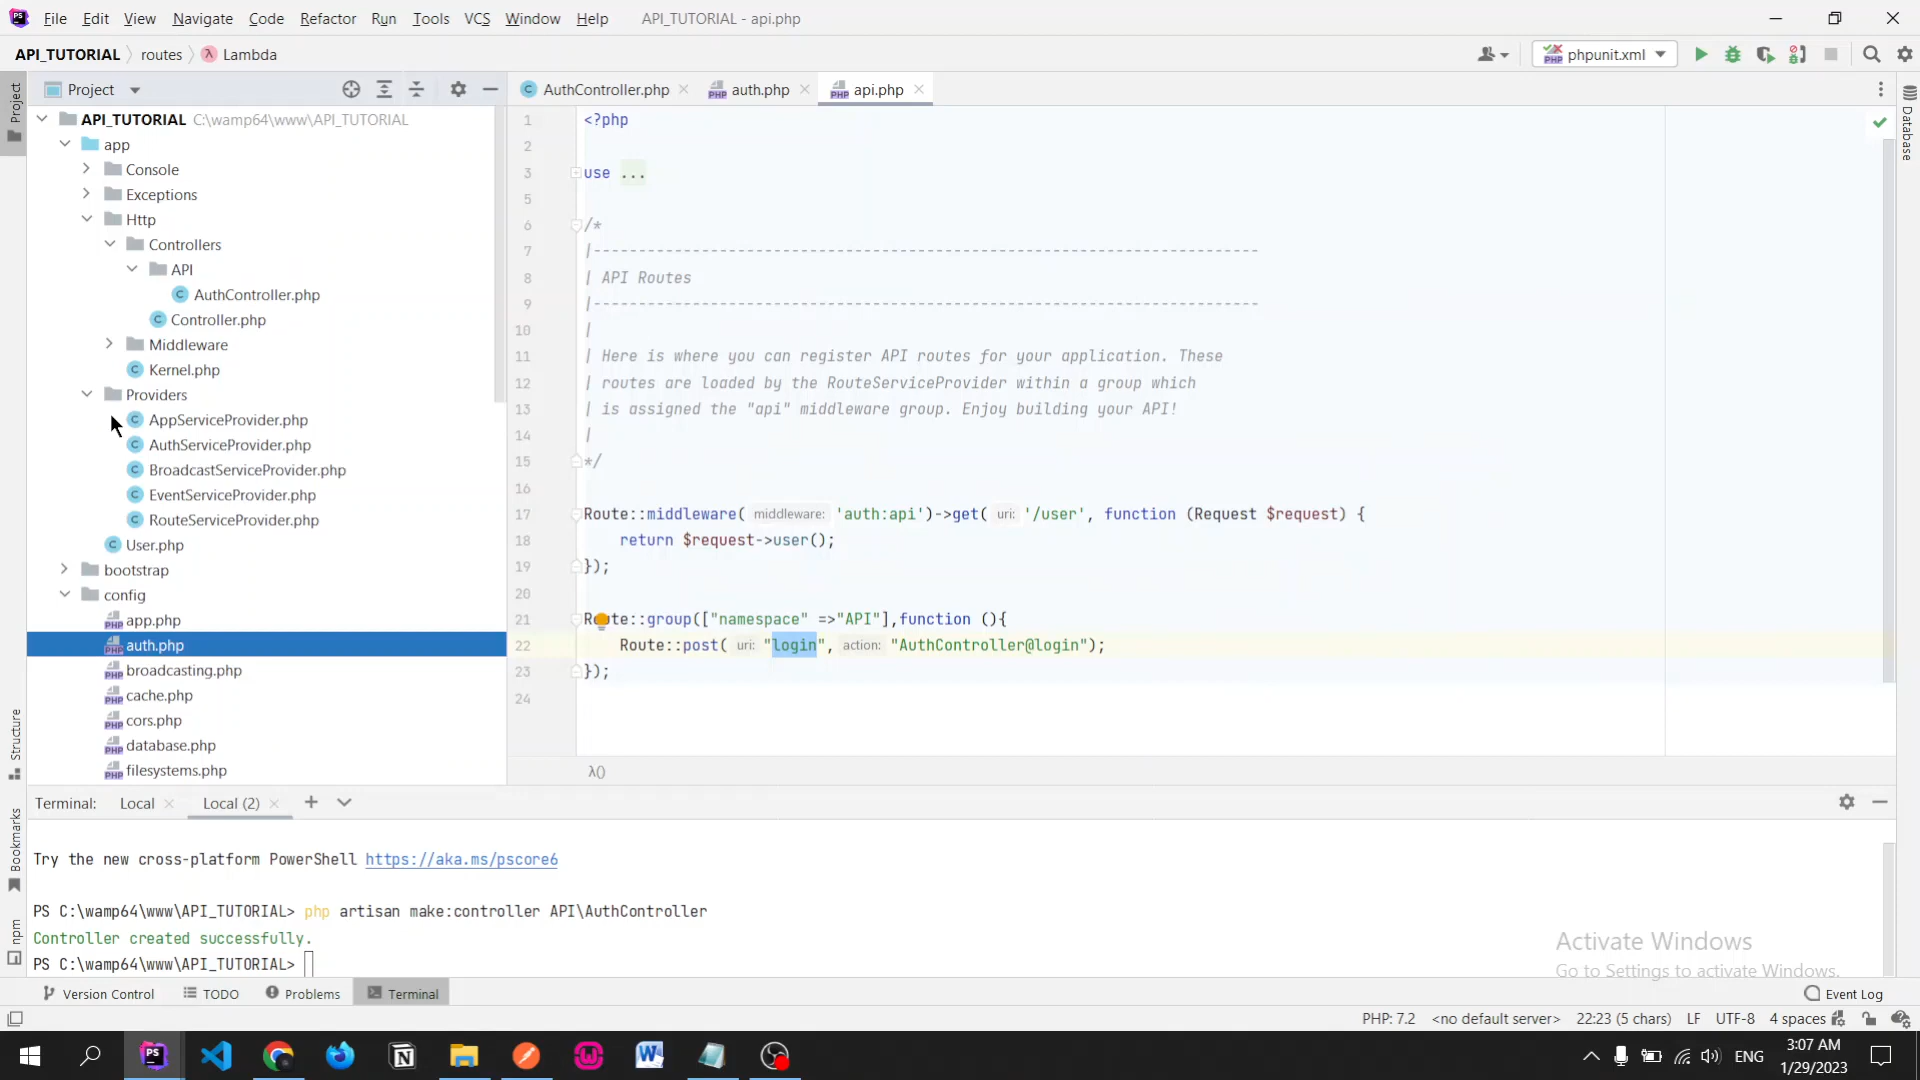 File Edit View Navigate Code Refactor Run Tools VCS Window Help API_TUTORIAL - api.php
API_TUTORIAL routes λ Lambda
phpunit.xml
Project
AuthController.php
auth.php
api.php
API_TUTORIAL C:\wamp64\www\API_TUTORIAL
app
Console
Exceptions
Http
Controllers
API
AuthController.php
Controller.php
Middleware
Kernel.php
Providers
AppServiceProvider.php
AuthServiceProvider.php
BroadcastServiceProvider.php
EventServiceProvider.php
RouteServiceProvider.php
User.php
bootstrap
config
app.php
auth.php
broadcasting.php
cache.php
cors.php
database.php
filesystems.php
1 <?php
2
3 use ...
5
6 /*
7 |--------------------------------------------------------------------------
8 | API Routes
9 |--------------------------------------------------------------------------
10 |
11 | Here is where you can register API routes for your application. These
12 | routes are loaded by the RouteServiceProvider within a group which
13 | is assigned the "api" middleware group. Enjoy building your API!
14 |
15 */
16
17 Route::middleware( middleware: 'auth:api')->get( uri: '/user', function (Request $request) {
18 return $request->user();
19 });
20
21 Route::group(["namespace" =>"API"],function (){
22 Route::post( uri: "login", action: "AuthController@login");
23 });
24
λ()
Project
Structure
Bookmarks
npm
Database
Terminal: Local Local (2)
Try the new cross-platform PowerShell https://aka.ms/pscore6
PS C:\wamp64\www\API_TUTORIAL> php artisan make:controller API\AuthController
Controller created successfully.
PS C:\wamp64\www\API_TUTORIAL>
Activate Windows
Go to Settings to activate Windows.
Version Control TODO Problems Terminal Event Log
PHP: 7.2 <no default server> 22:23 (5 chars) LF UTF-8 4 spaces
ENG
3:07 AM
1/29/2023